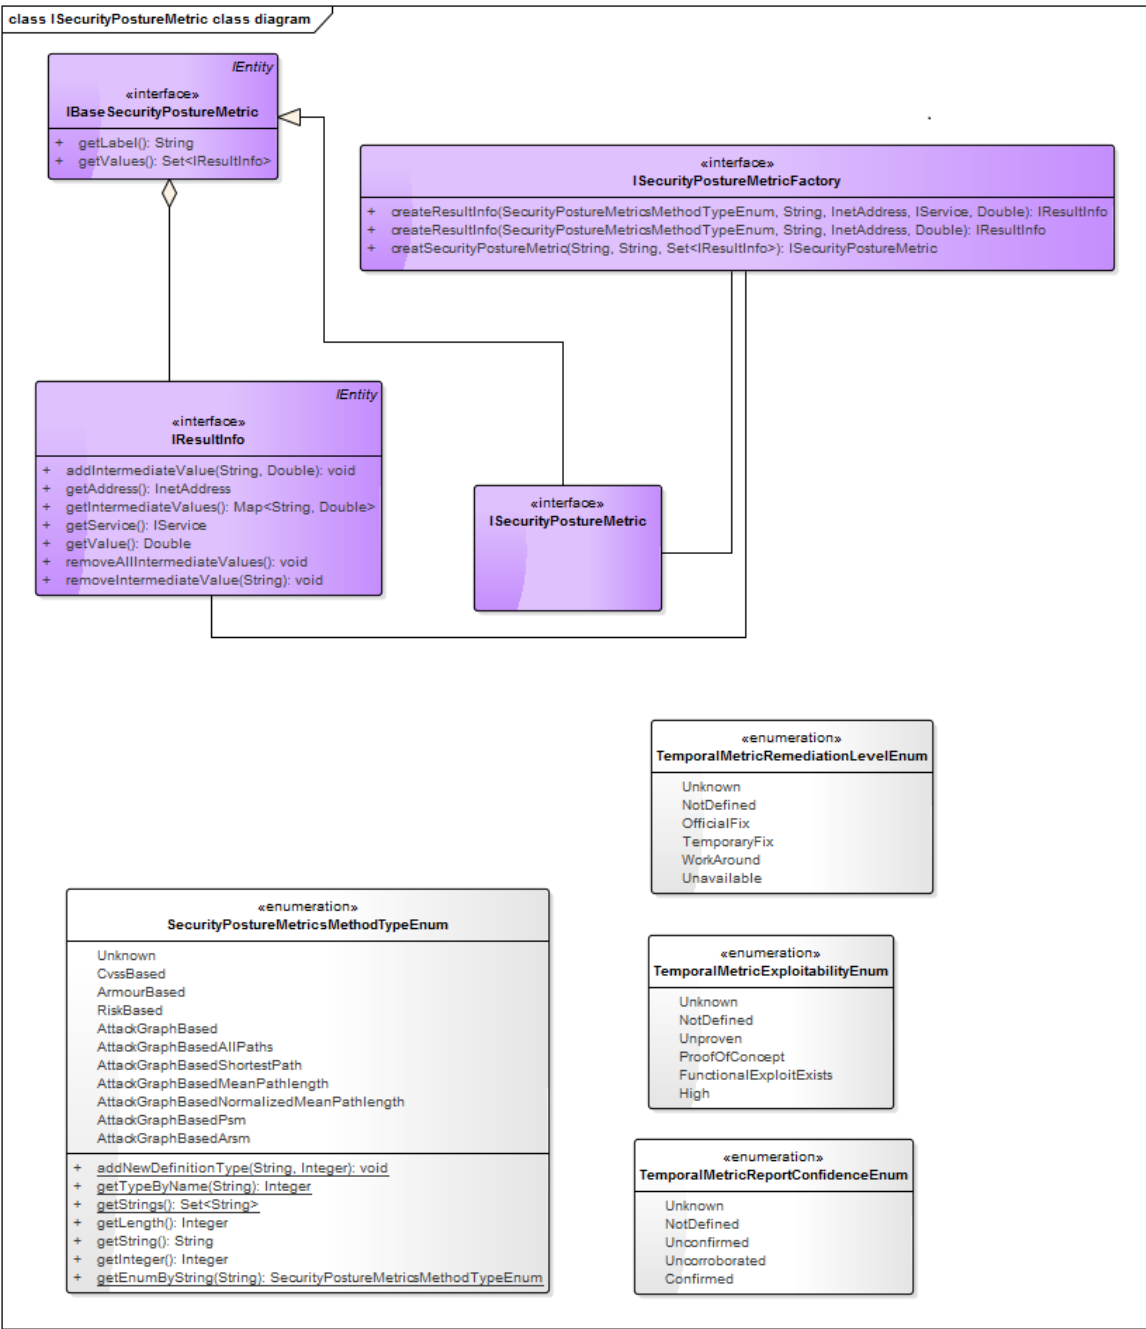 class ISecurityPostureMetric class diagram
IEntity
«interface»
IBaseSecurityPostureMetric
+ getLabel(): String
+ getValues(): Set<IResultInfo>
«interface»
ISecurityPostureMetricFactory
+ createResultInfo(SecurityPostureMetricsMethodTypeEnum, String, InetAddress, IService, Double): IResultInfo
+ createResultInfo(SecurityPostureMetricsMethodTypeEnum, String, InetAddress, Double): IResultInfo
+ creatSecurityPostureMetric(String, String, Set<IResultInfo>): ISecurityPostureMetric
IEntity
«interface»
IResultInfo
+ addIntermediateValue(String, Double): void
+ getAddress(): InetAddress
+ getIntermediateValues(): Map<String, Double>
+ getService(): IService
+ getValue(): Double
+ removeAllIntermediateValues(): void
+ removeIntermediateValue(String): void
«interface»
ISecurityPostureMetric
«enumeration»
TemporalMetricRemediationLevelEnum
Unknown
NotDefined
OfficialFix
TemporaryFix
WorkAround
Unavailable
«enumeration»
SecurityPostureMetricsMethodTypeEnum
Unknown
CvssBased
ArmourBased
RiskBased
AttackGraphBased
AttackGraphBasedAllPaths
AttackGraphBasedShortestPath
AttackGraphBasedMeanPathlength
AttackGraphBasedNormalizedMeanPathlength
AttackGraphBasedPsm
AttackGraphBasedArsm
+ addNewDefinitionType(String, Integer): void
+ getTypeByName(String): Integer
+ getStrings(): Set<String>
+ getLength(): Integer
+ getString(): String
+ getInteger(): Integer
+ getEnumByString(String): SecurityPostureMetricsMethodTypeEnum
«enumeration»
TemporalMetricExploitabilityEnum
Unknown
NotDefined
Unproven
ProofOfConcept
FunctionalExploitExists
High
«enumeration»
TemporalMetricReportConfidenceEnum
Unknown
NotDefined
Unconfirmed
Uncorroborated
Confirmed